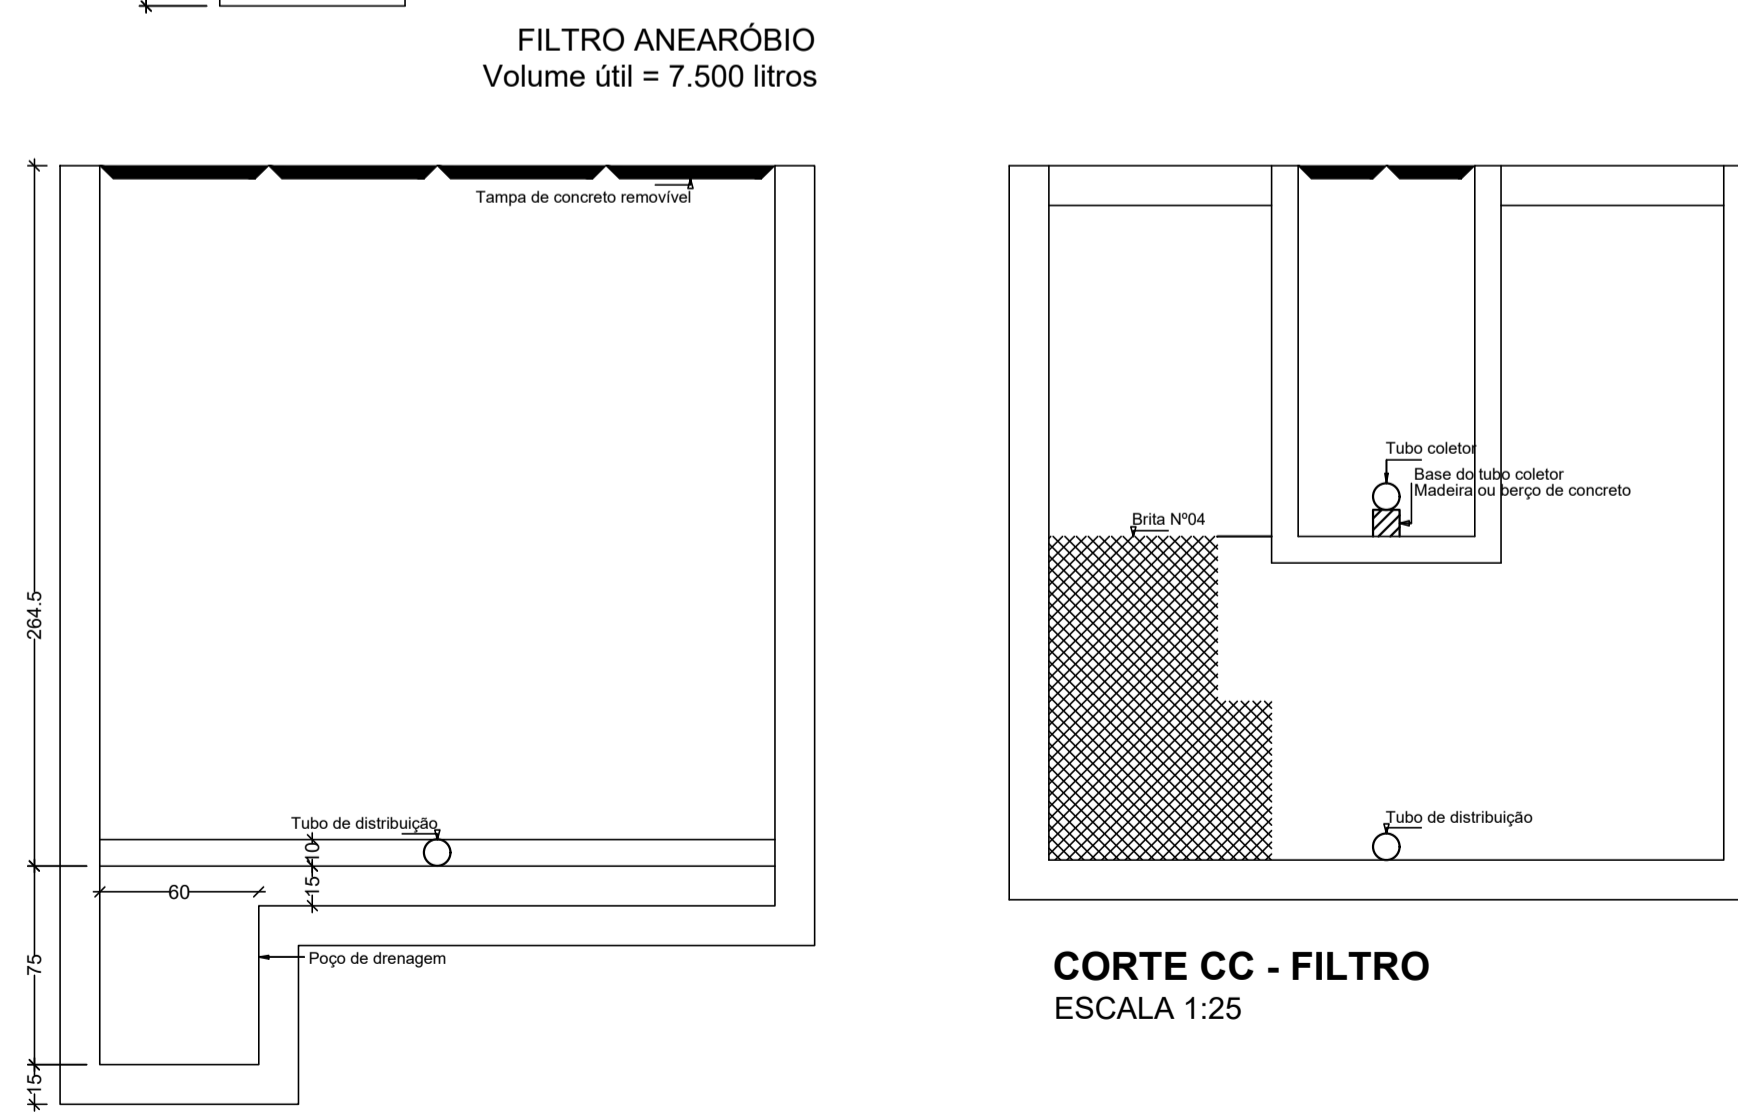 FILTRO ANEARÓBIO
Volume útil = 7.500 litros
Tampa de concreto removível
264.5
Tubo de distribuição
10
15
60
75
Poço de drenagem
15
Tubo coletor
Base do tubo coletor
Madeira ou berço de concreto
Brita Nº04
Tubo de distribuição
CORTE CC - FILTRO
ESCALA 1:25